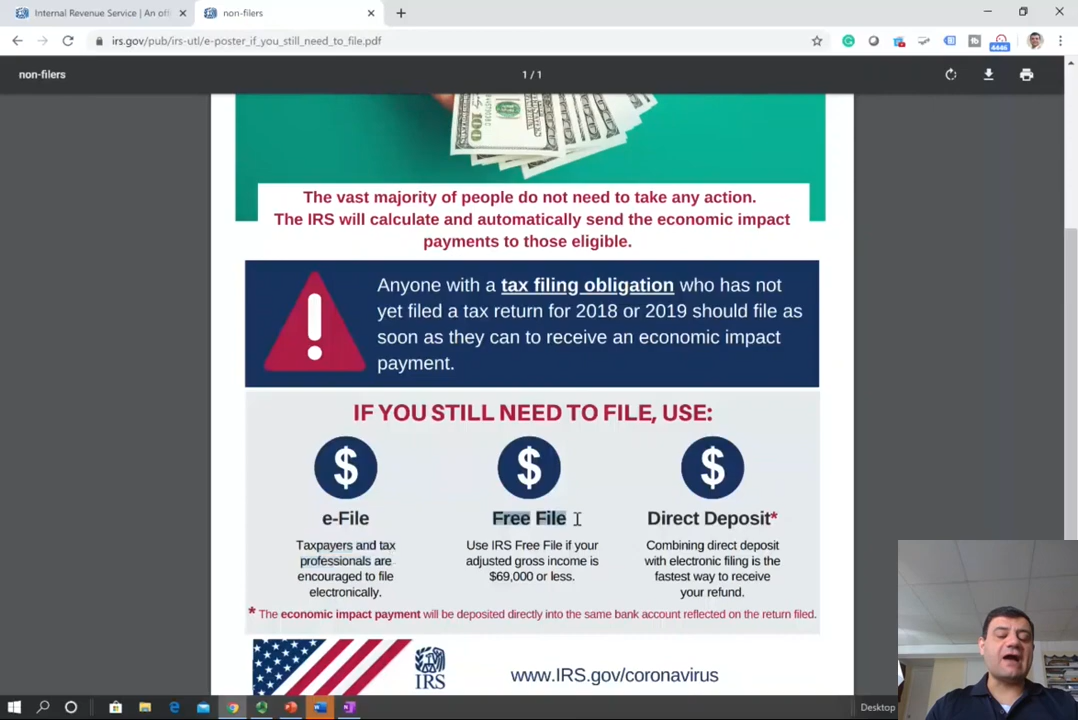 Internal Revenue Service | An off
non-filers
irs.gov/pub/irs-utl/e-poster_if_you_still_need_to_file.pdf
4446
non-filers
1 / 1
100
The vast majority of people do not need to take any action.
The IRS will calculate and automatically send the economic impact
payments to those eligible.
Anyone with a tax filing obligation who has not
yet filed a tax return for 2018 or 2019 should file as
soon as they can to receive an economic impact
payment.
IF YOU STILL NEED TO FILE, USE:
e-File
Taxpayers and tax
professionals are
encouraged to file
electronically.
Free File
Use IRS Free File if your
adjusted gross income is
$69,000 or less.
Direct Deposit*
Combining direct deposit
with electronic filing is the
fastest way to receive
your refund.
* The economic impact payment will be deposited directly into the same bank account reflected on the return filed.
IRS
www.IRS.gov/coronavirus
Desktop